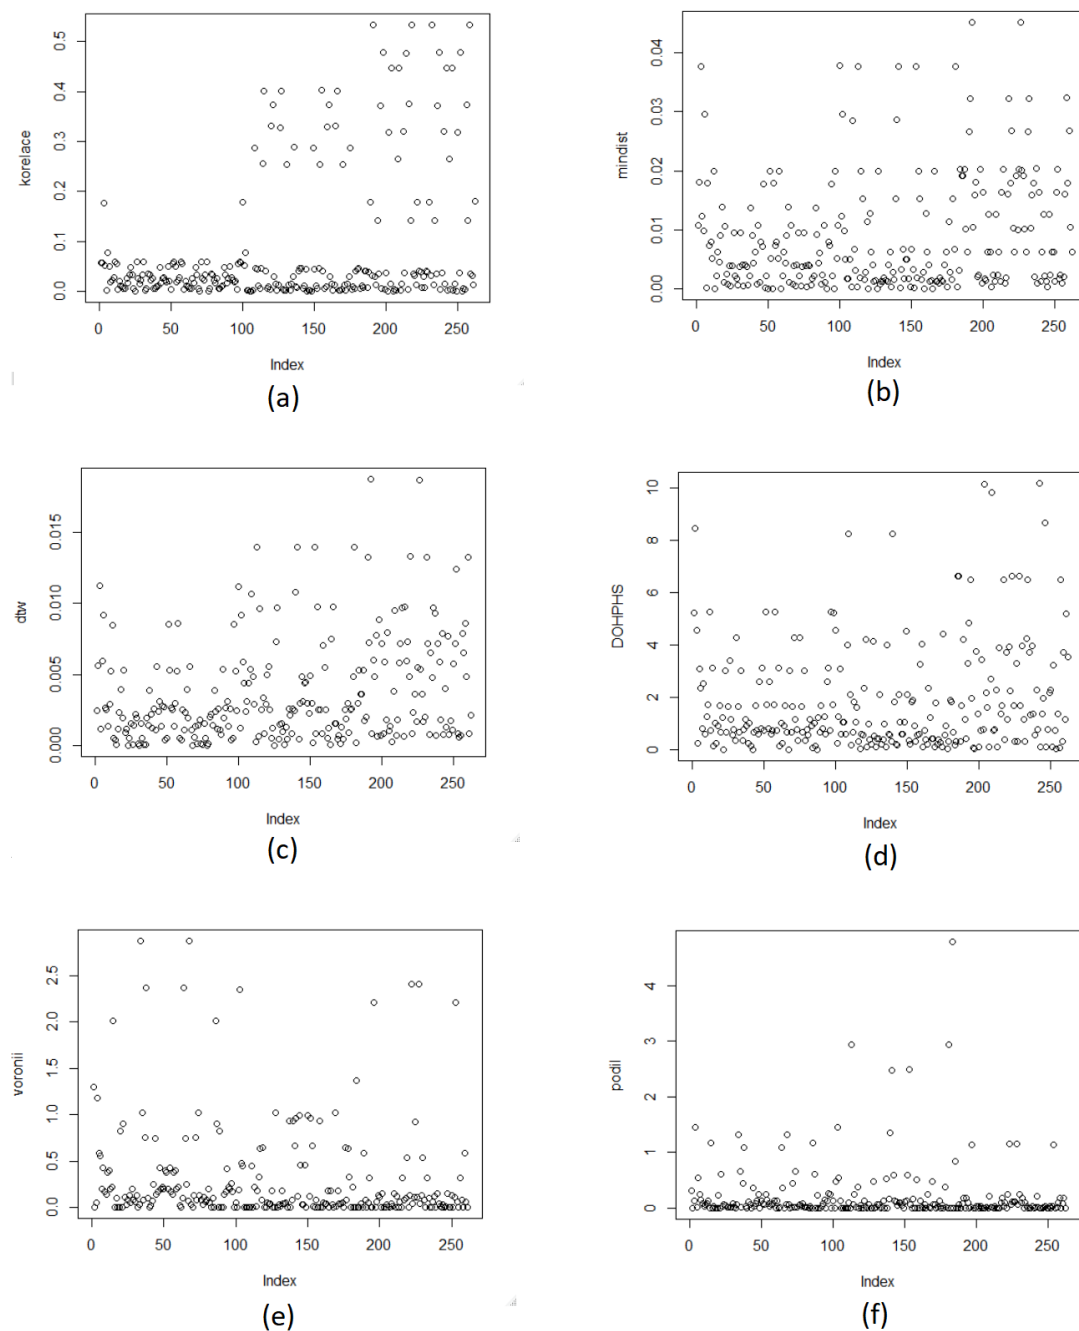 korelace
0.0 0.1 0.2 0.3 0.4 0.5
0 50 100 150 200 250
Index
(a)
mindist
0.00 0.01 0.02 0.03 0.04
0 50 100 150 200 250
Index
(b)
dtw
0.000 0.005 0.010 0.015
0 50 100 150 200 250
Index
(c)
DOHPHS
0 2 4 6 8 10
0 50 100 150 200 250
Index
(d)
voronii
0.0 0.5 1.0 1.5 2.0 2.5
0 50 100 150 200 250
Index
(e)
podil
0 1 2 3 4
0 50 100 150 200 250
Index
(f)